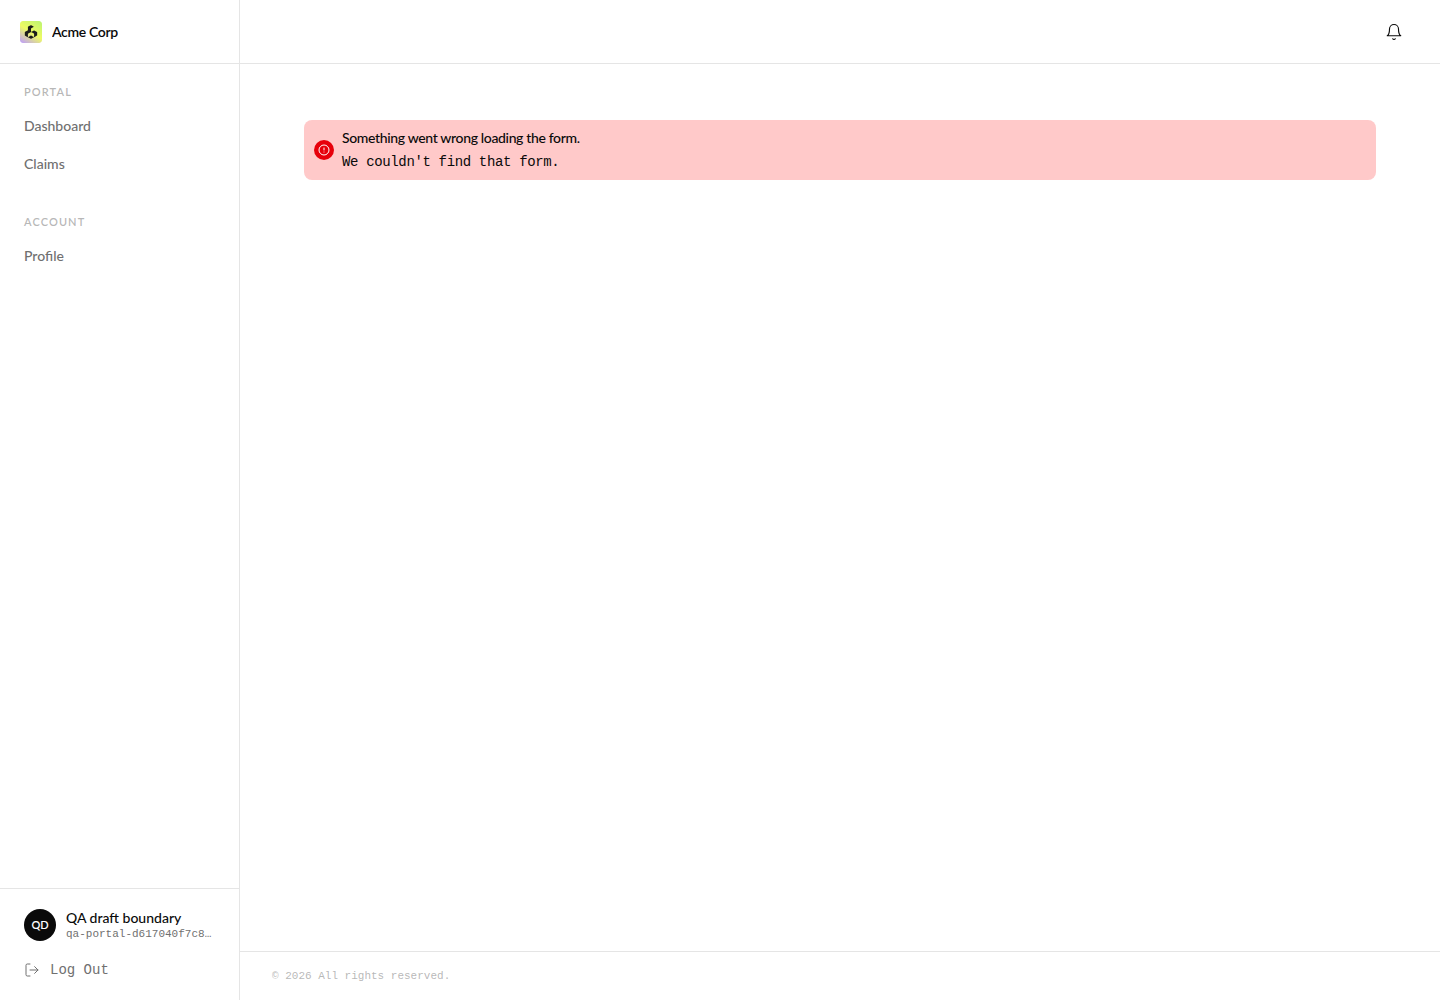 Acme Corp
PORTAL
Dashboard
Claims
ACCOUNT
Profile
Something went wrong loading the form.
We couldn't find that form.
QD
QA draft boundary
qa-portal-d617040f7c8…
Log Out
© 2026 All rights reserved.